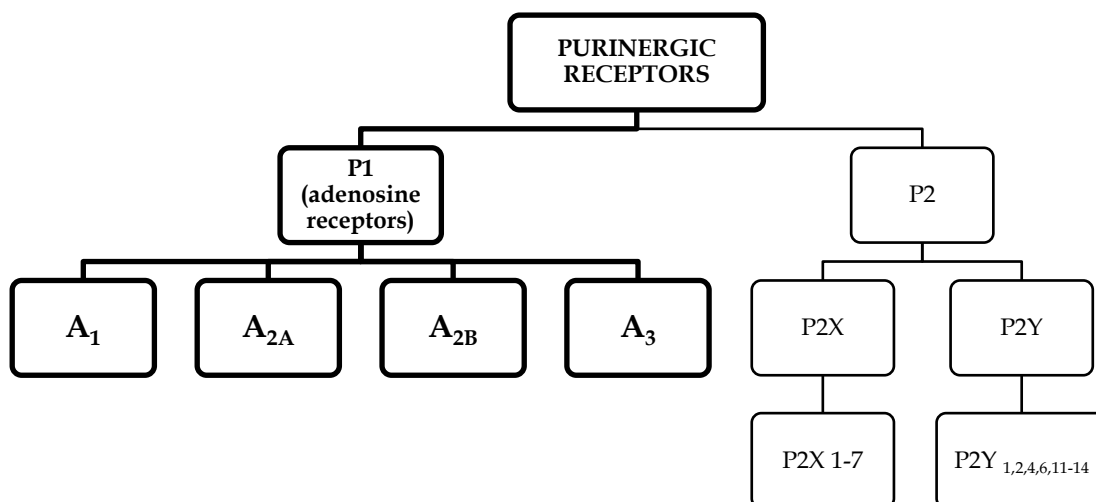 PURINERGIC
RECEPTORS
P1
(adenosine
receptors)
P2
A₁
A₂A
A₂B
A₃
P2X
P2Y
P2X 1-7
P2Y 1,2,4,6,11-14